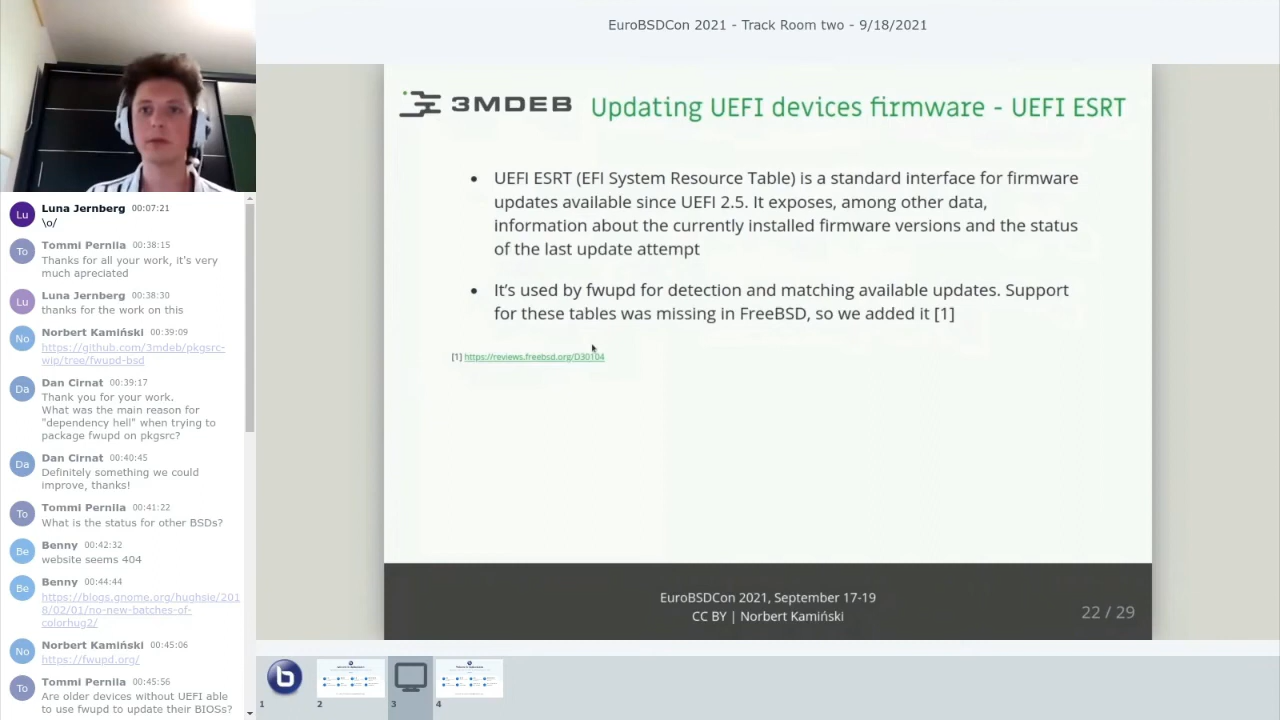 EuroBSDCon 2021 - Track Room two - 9/18/2021
3MDEB
Updating UEFI devices firmware - UEFI ESRT
UEFI ESRT (EFI System Resource Table) is a standard interface for firmware
updates available since UEFI 2.5. It exposes, among other data,
information about the currently installed firmware versions and the status
of the last update attempt
It's used by fwupd for detection and matching available updates. Support
for these tables was missing in FreeBSD, so we added it [1]
[1] https://reviews.freebsd.org/D30104
EuroBSDCon 2021, September 17-19
CC BY | Norbert Kamiński
22 / 29
Lu
Luna Jernberg 00:07:21
\o/
To
Tommi Pernila 00:38:15
Thanks for all your work, it's very
much apreciated
Lu
Luna Jernberg 00:38:30
thanks for the work on this
No
Norbert Kamiński 00:39:09
https://github.com/3mdeb/pkgsrc-
wip/tree/fwupd-bsd
Da
Dan Cirnat 00:39:17
Thank you for your work.
What was the main reason for
"dependency hell" when trying to
package fwupd on pkgsrc?
Da
Dan Cirnat 00:40:45
Definitely something we could
improve, thanks!
To
Tommi Pernila 00:41:22
What is the status for other BSDs?
Be
Benny 00:42:32
website seems 404
Be
Benny 00:44:44
https://blogs.gnome.org/hughsie/201
8/02/01/no-new-batches-of-
colorhug2/
No
Norbert Kamiński 00:45:06
https://fwupd.org/
To
Tommi Pernila 00:45:56
Are older devices without UEFI able
to use fwupd to update their BIOSs?
b
1
2
3
4